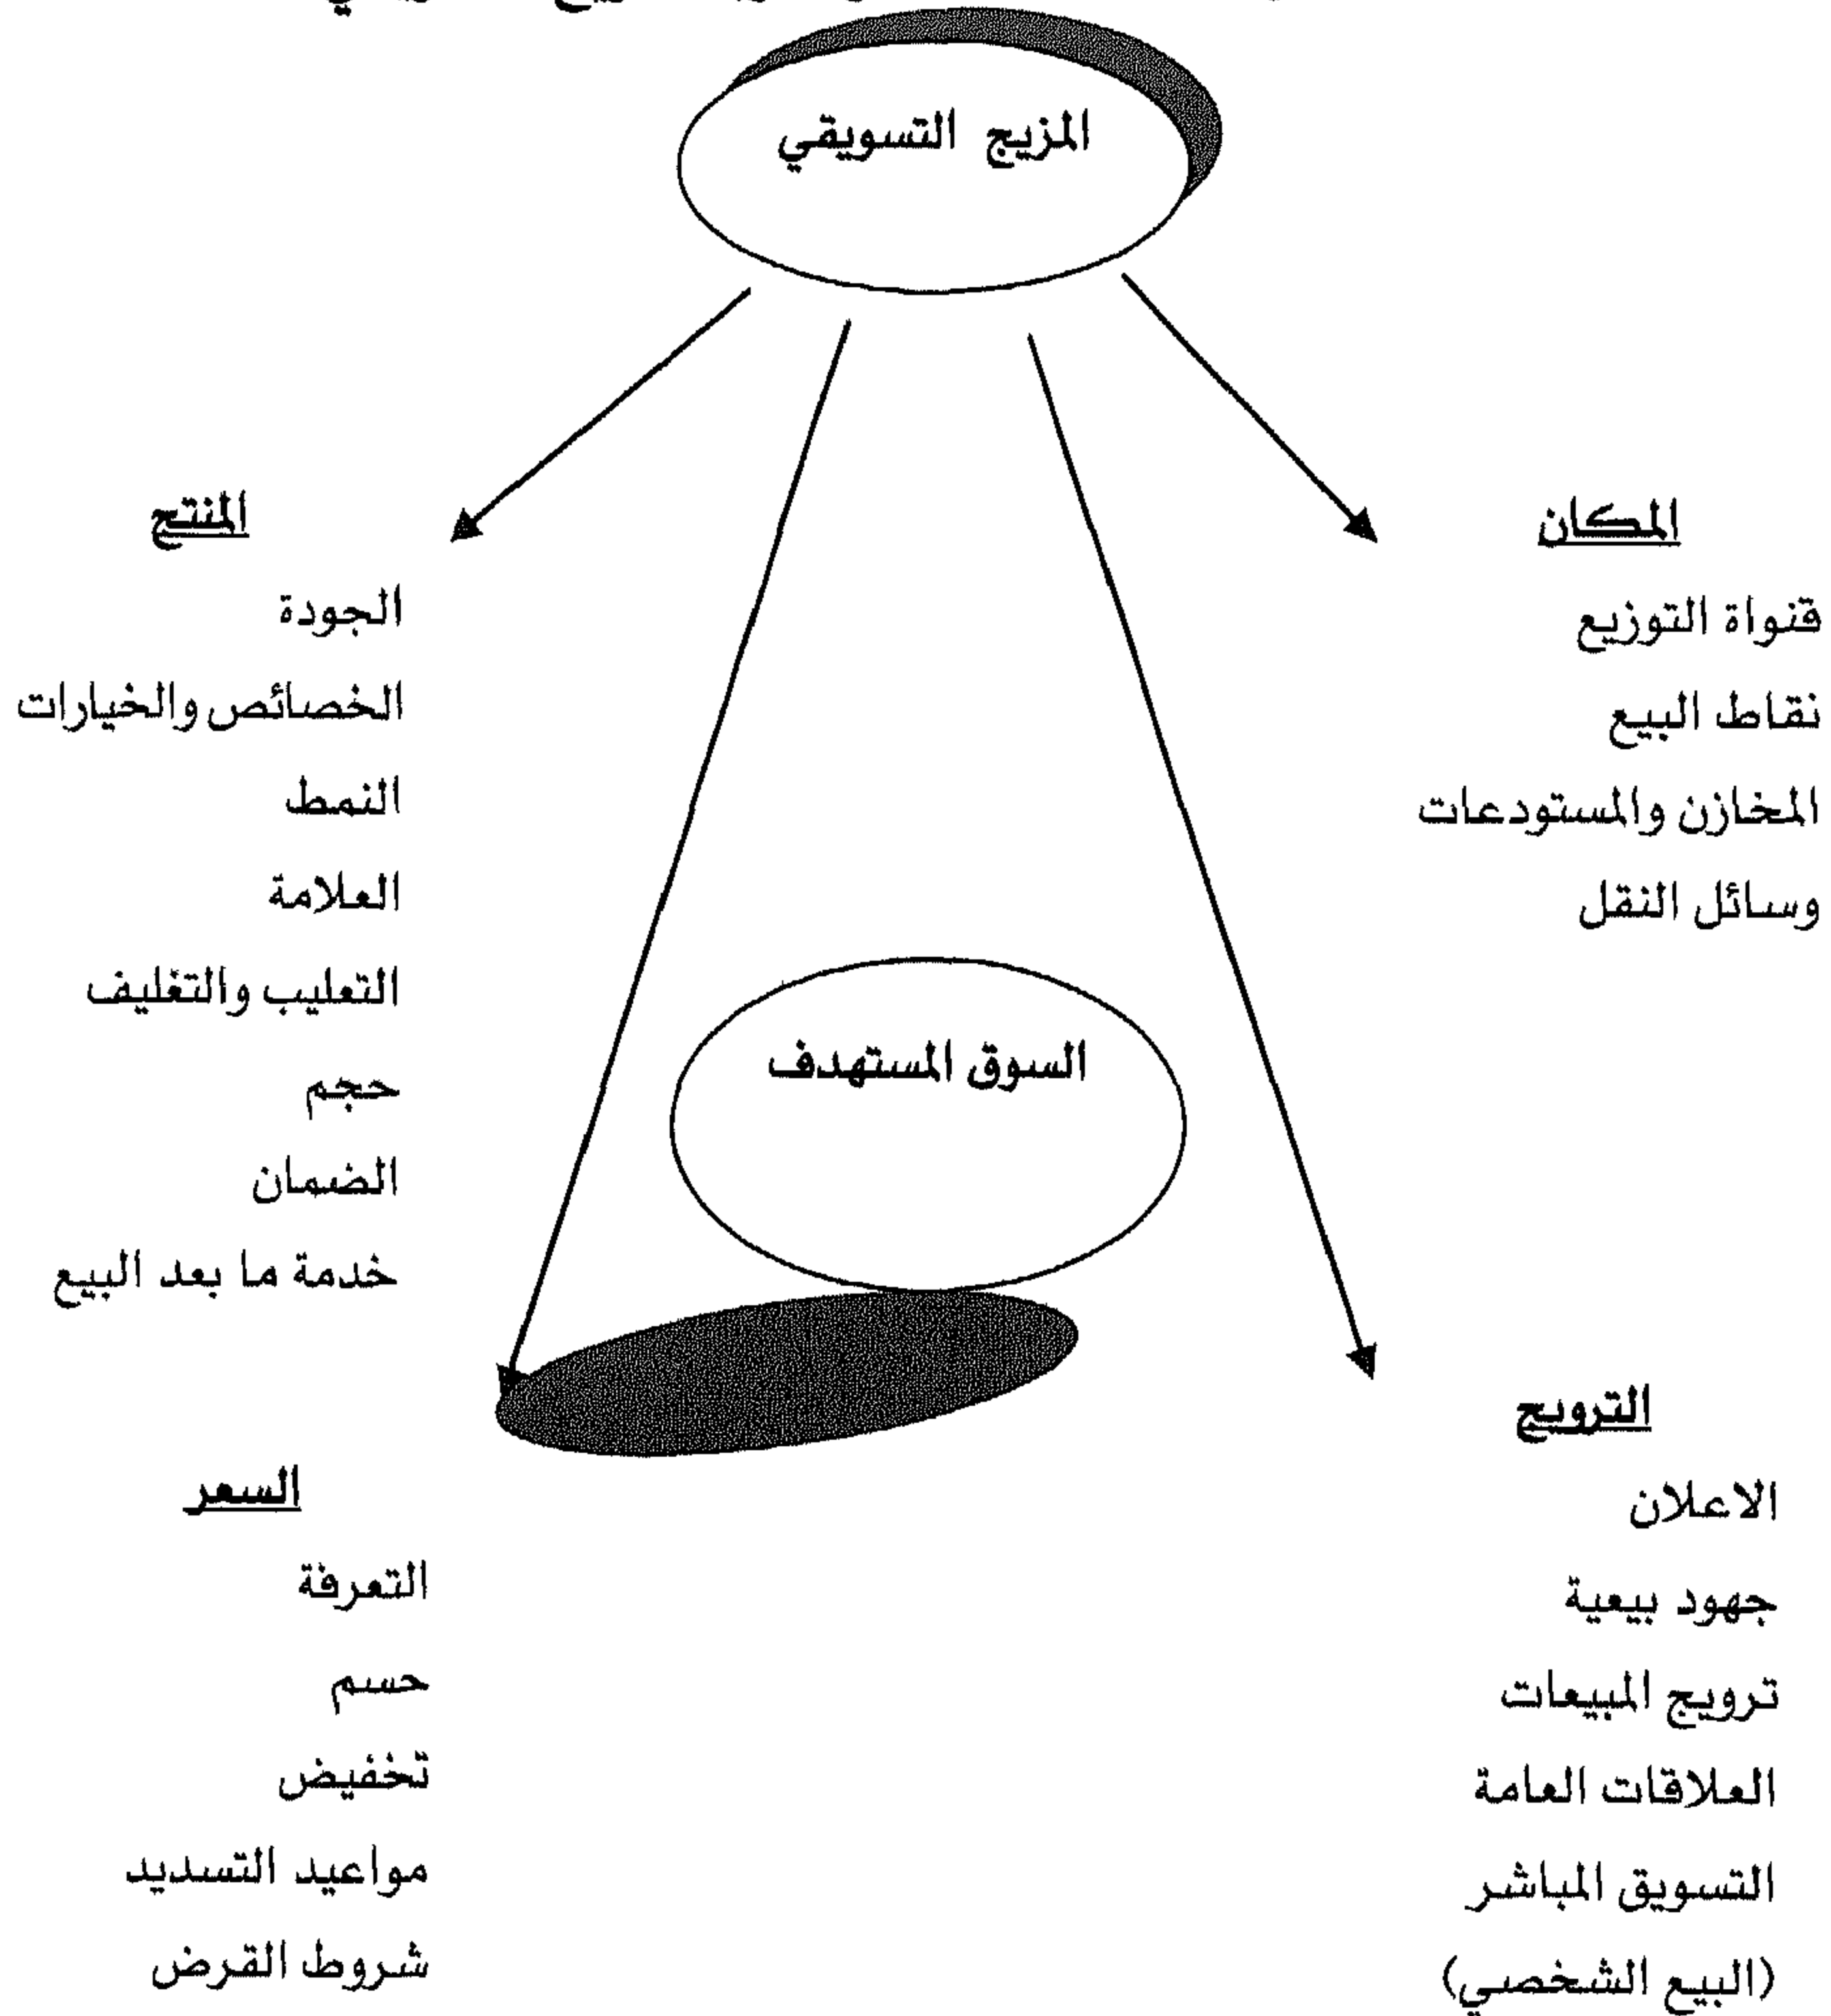 المزيج التسويقي
المكان
قنواة التوزيع
نقاط البيع
المخازن والمستودعات
وسائل النقل
المنتج
الجودة
الخصائص والخيارات
النمط
العلامة
التعليب والتغليف
حجم
الضمان
خدمة ما بعد البيع
السوق المستهدف
الترويج
الاعلان
جهود بيعية
ترويج المبيعات
العلاقات العامة
التسويق المباشر
(البيع الشخصي)
السعر
التعرفة
حسم
تخفيض
مواعيد التسديد
شروط القرض